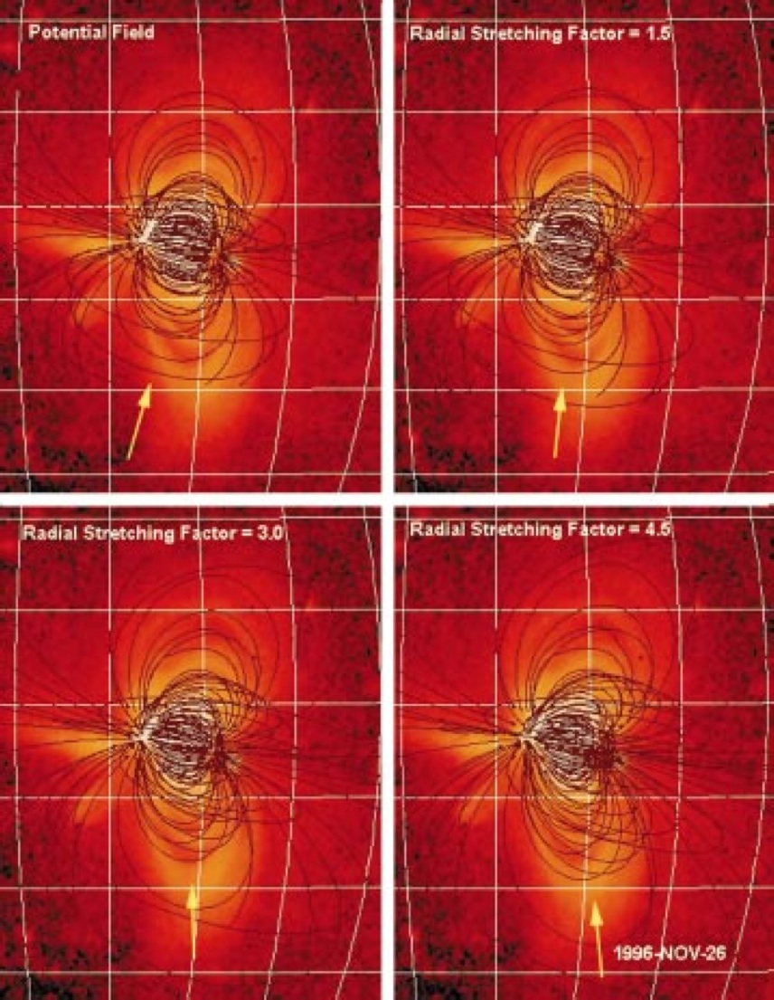 Potential Field
Radial Stretching Factor = 1.5
Radial Stretching Factor = 3.0
Radial Stretching Factor = 4.5
1996-NOV-26